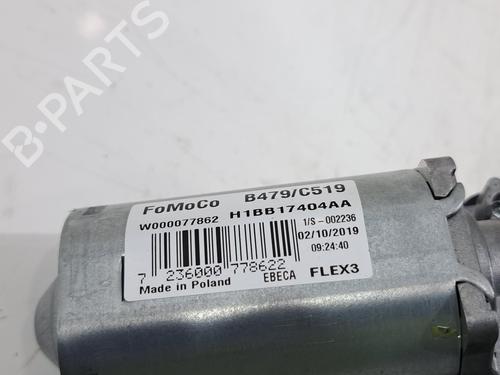 B-PARTS
FoMoCo B479/C519
W000077862 H1BB17404AA
1/S - 002236
02/10/2019
09:24:40
7 236000 778622
Made in Poland EBECA FLEX3